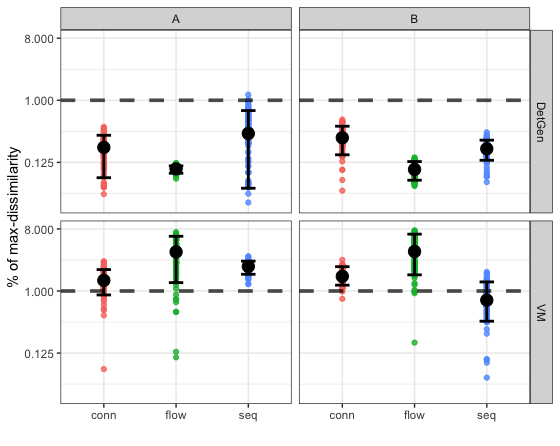 A B
8.000
1.000
0.125
DetGen
% of max-dissimilarity
8.000
1.000
0.125
VM
conn flow seq conn flow seq